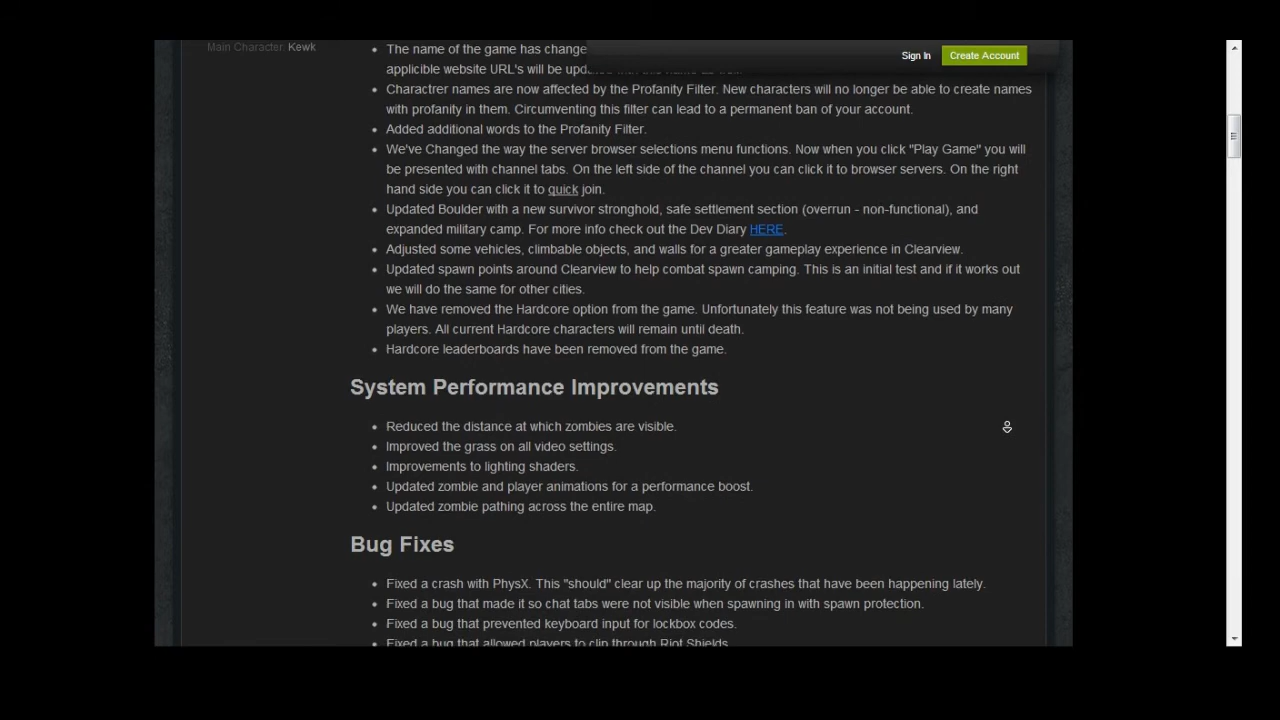 Main Character: Kewk
Sign In
Create Account
The name of the game has change
applicible website URL's will be
Charactrer names are now affected by the Profanity Filter. New characters will no longer be able to create names
with profanity in them. Circumventing this filter can lead to a permanent ban of your account.
Added additional words to the Profanity Filter.
We've Changed the way the server browser selections menu functions. Now when you click "Play Game" you will
be presented with channel tabs. On the left side of the channel you can click it to browser servers. On the right
hand side you can click it to quick join.
Updated Boulder with a new survivor stronghold, safe settlement section (overrun - non-functional), and
expanded military camp. For more info check out the Dev Diary HERE.
Adjusted some vehicles, climbable objects, and walls for a greater gameplay experience in Clearview.
Updated spawn points around Clearview to help combat spawn camping. This is an initial test and if it works out
we will do the same for other cities.
We have removed the Hardcore option from the game. Unfortunately this feature was not being used by many
players. All current Hardcore characters will remain until death.
Hardcore leaderboards have been removed from the game.
System Performance Improvements
Reduced the distance at which zombies are visible.
Improved the grass on all video settings.
Improvements to lighting shaders.
Updated zombie and player animations for a performance boost.
Updated zombie pathing across the entire map.
Bug Fixes
Fixed a crash with PhysX. This "should" clear up the majority of crashes that have been happening lately.
Fixed a bug that made it so chat tabs were not visible when spawning in with spawn protection.
Fixed a bug that prevented keyboard input for lockbox codes.
Fixed a bug that allowed players to clip through Riot Shields.